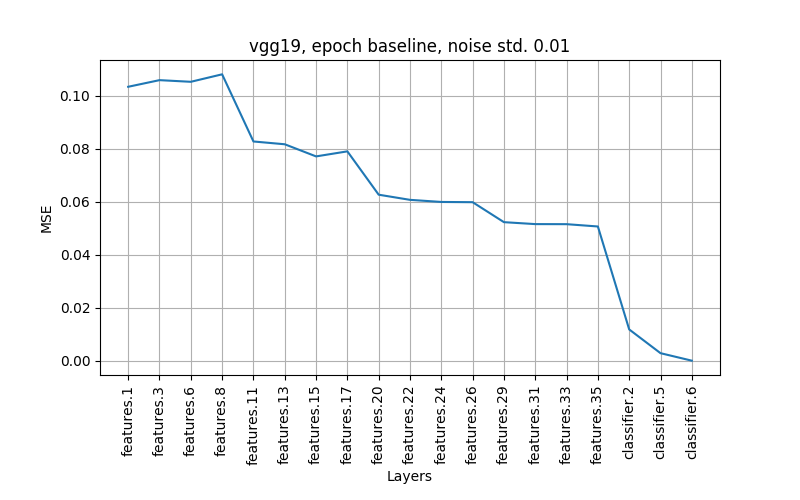 vgg19, epoch baseline, noise std. 0.01
0.10
0.08
0.06
0.04
0.02
0.00
MSE
features.1
features.3
features.6
features.8
features.11
features.13
features.15
features.17
features.20
features.22
features.24
features.26
features.29
features.31
features.33
features.35
classifier.2
classifier.5
classifier.6
Layers